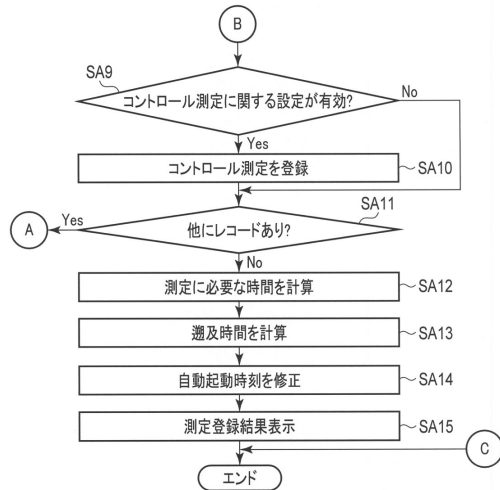 B
SA9
コントロール測定に関する設定が有効?
No
Yes
コントロール測定を登録
SA10
SA11
A
Yes
他にレコードあり?
No
測定に必要な時間を計算
SA12
遡及時間を計算
SA13
自動起動時刻を修正
SA14
測定登録結果表示
SA15
C
エンド